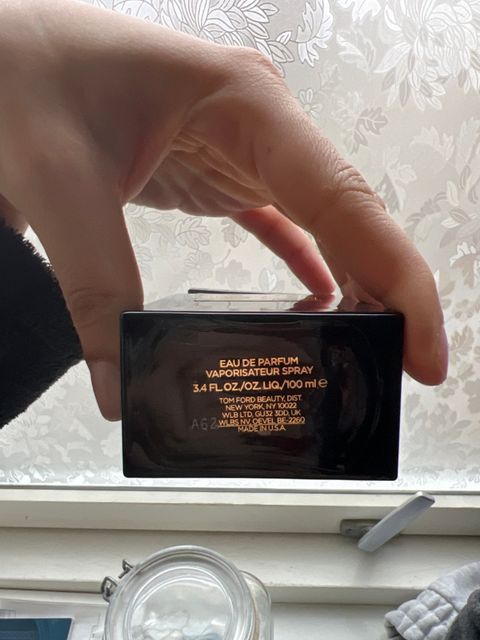 EAU DE PARFUM
VAPORISATEUR SPRAY
3.4 FL.OZ./OZ.LIQ./100 ml ℮
TOM FORD BEAUTY, DIST.
NEW YORK, NY 10022
WLB LTD, GU32 3DD, UK
WLBS NV, OEVEL BE-2260
MADE IN U.S.A.